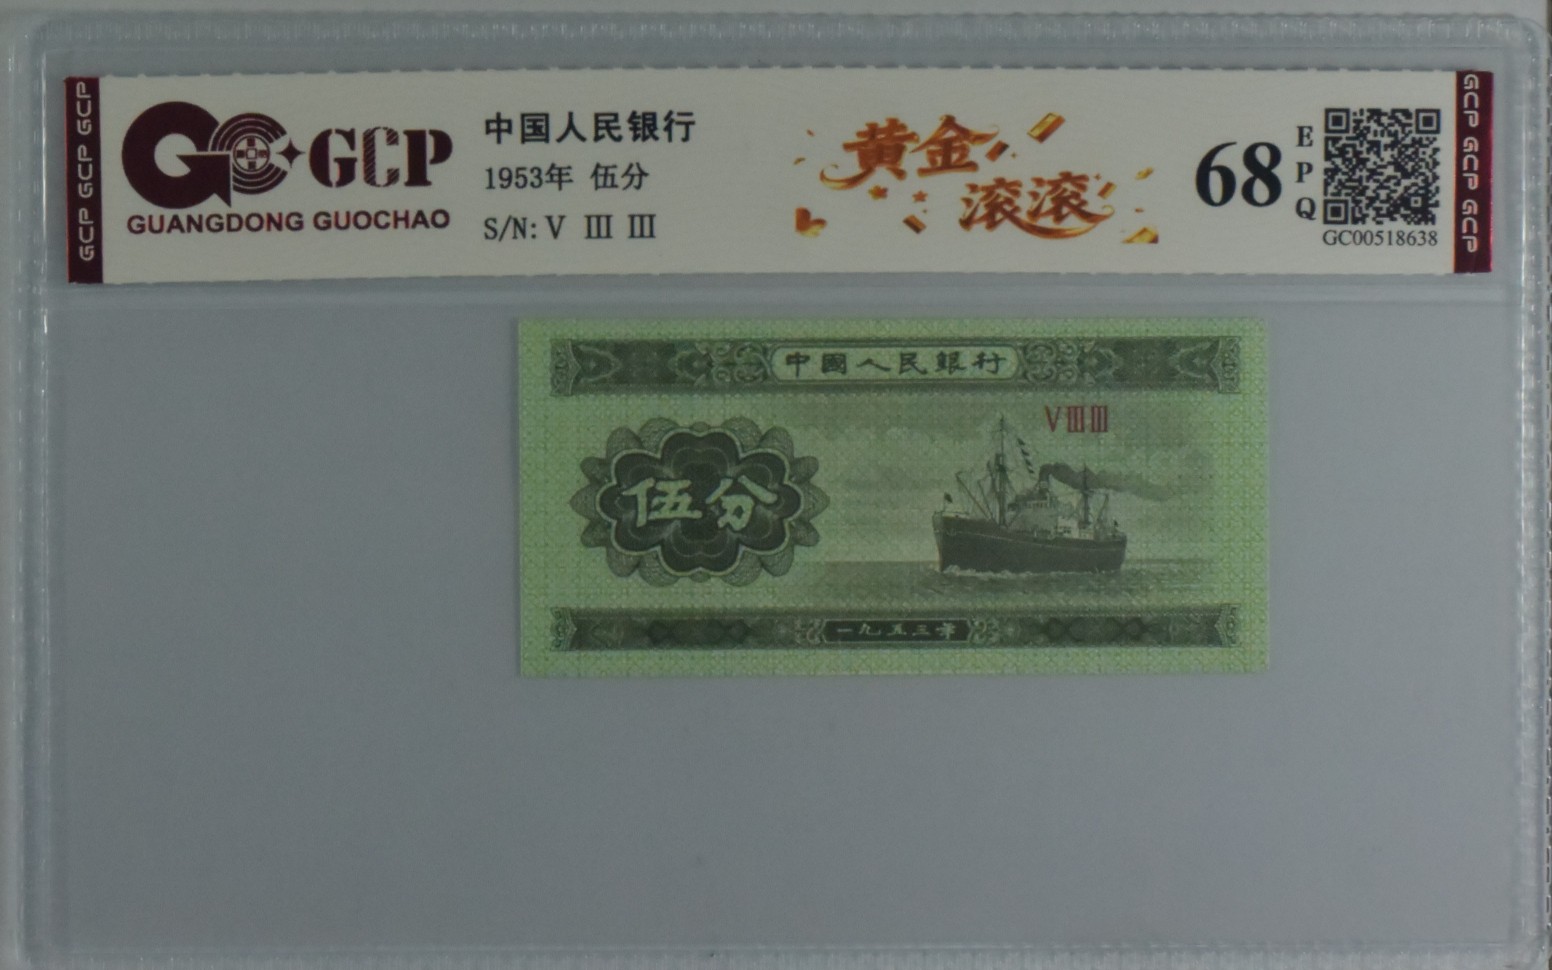 GCP GCP GCP
GCP
GUANGDONG GUOCHAO
中国人民银行
1953年 伍分
S/N: V Ⅲ Ⅲ
黄金
滚滚
68
EPQ
GC00518638
GCP GCP GCP
中國人民銀行
VⅢⅢ
伍分
一九五三年